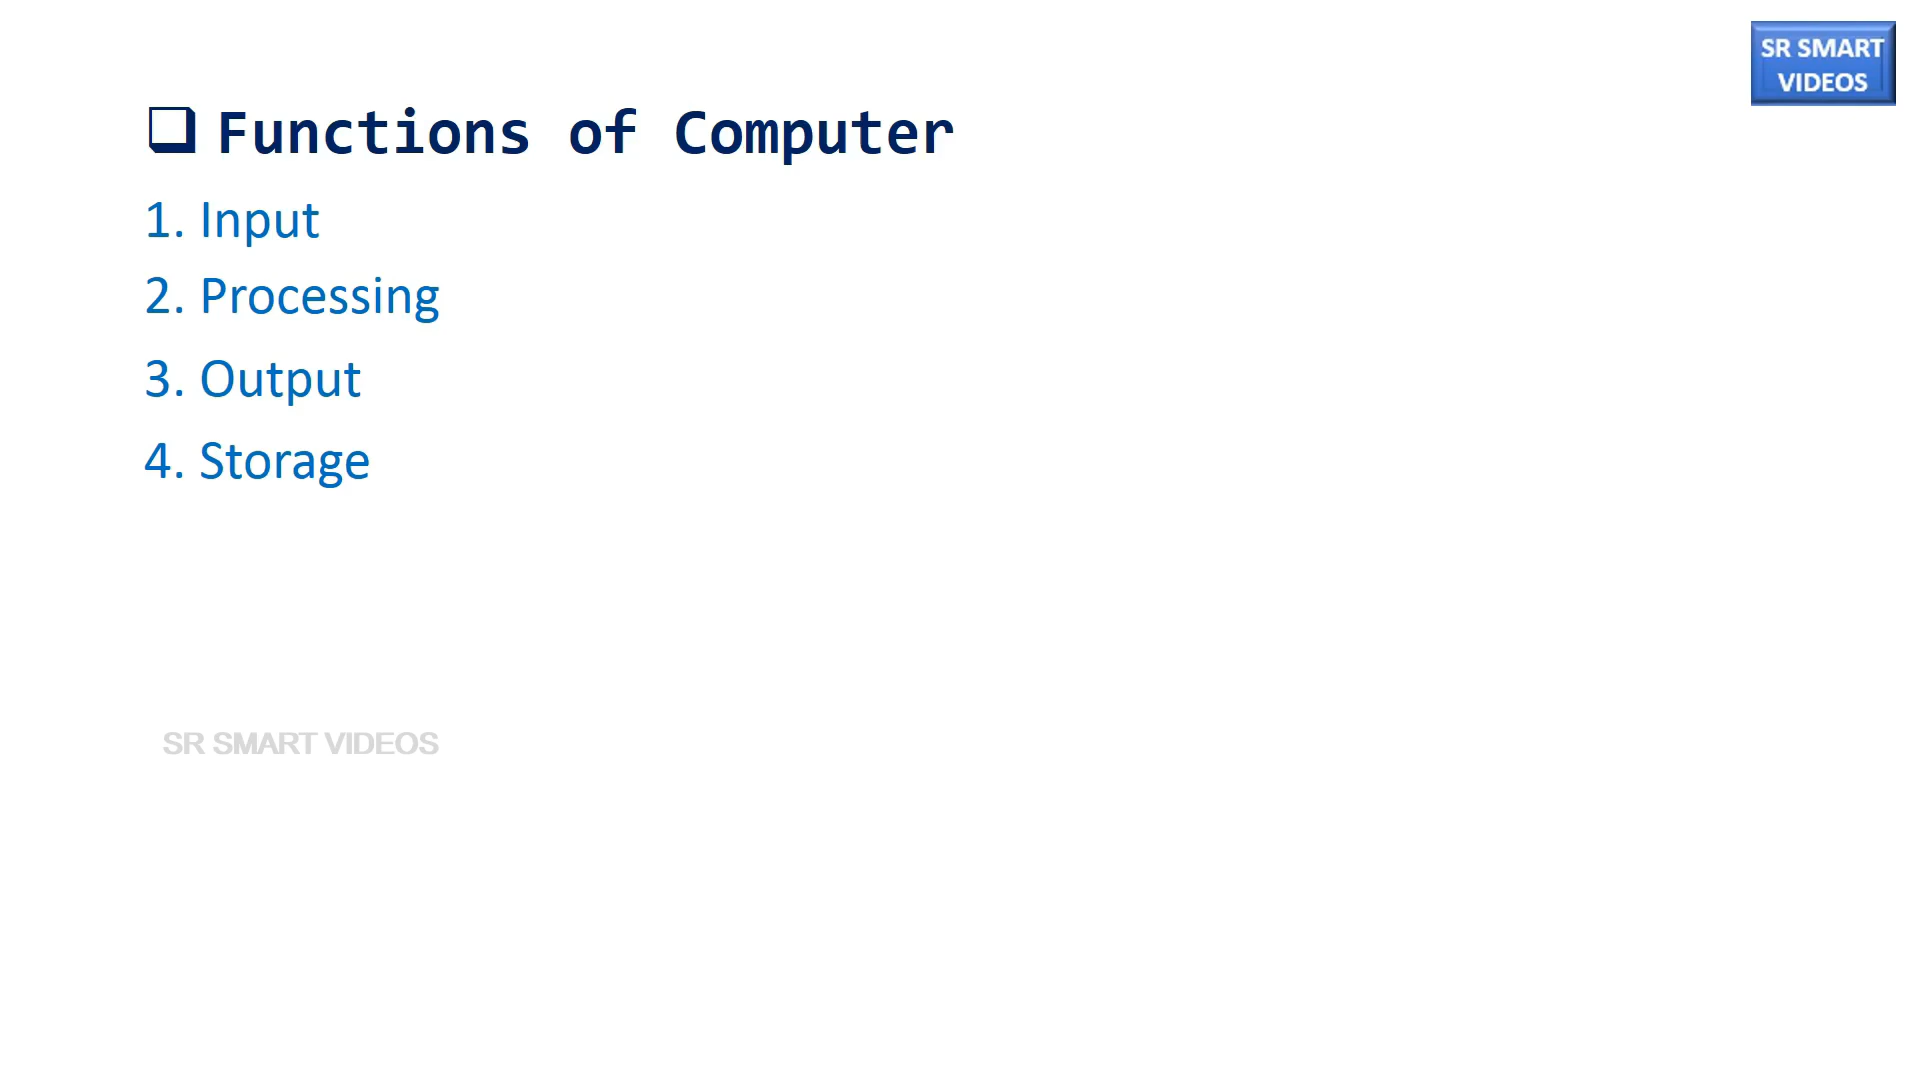 SR SMART
VIDEOS
Functions of Computer
1. Input
2. Processing
3. Output
4. Storage
SR SMART VIDEOS